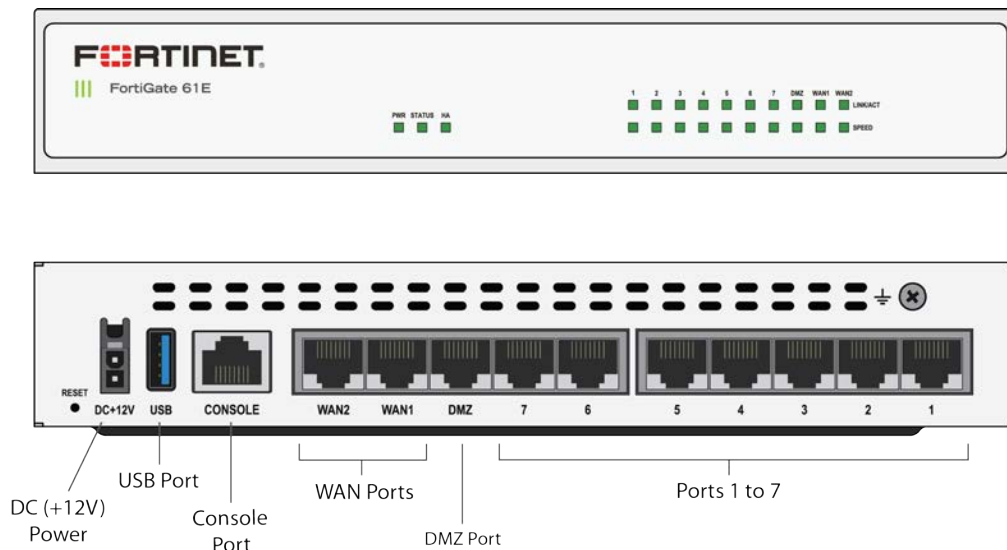 FORTINET.
FortiGate 61E
PWR STATUS HA
1 2 3 4 5 6 7 DMZ WAN1 WAN2
LINK/ACT
SPEED
RESET
DC+12V USB CONSOLE WAN2 WAN1 DMZ 7 6 5 4 3 2 1
DC (+12V)
Power
USB Port
Console
Port
WAN Ports
DMZ Port
Ports 1 to 7